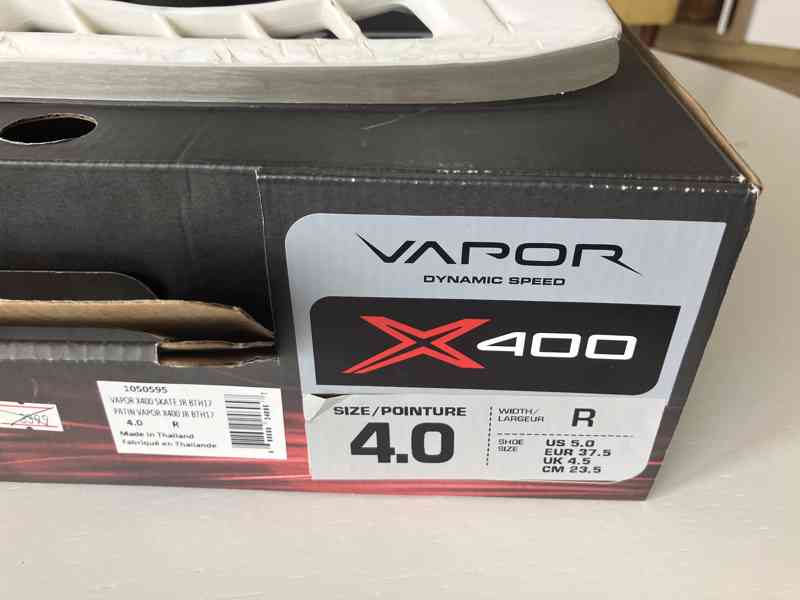 VAPOR
DYNAMIC SPEED
X400
SIZE/POINTURE
4.0
WIDTH/
LARGEUR
R
SHOE
SIZE
US 5.0
EUR 37.5
UK 4.5
CM 23.5
1050595
VAPOR X400 SKATE JR BTH17
PATIN VAPOR X400 JR BTH17
4.0 R
Made in Thailand
Fabriqué en Thaïlande